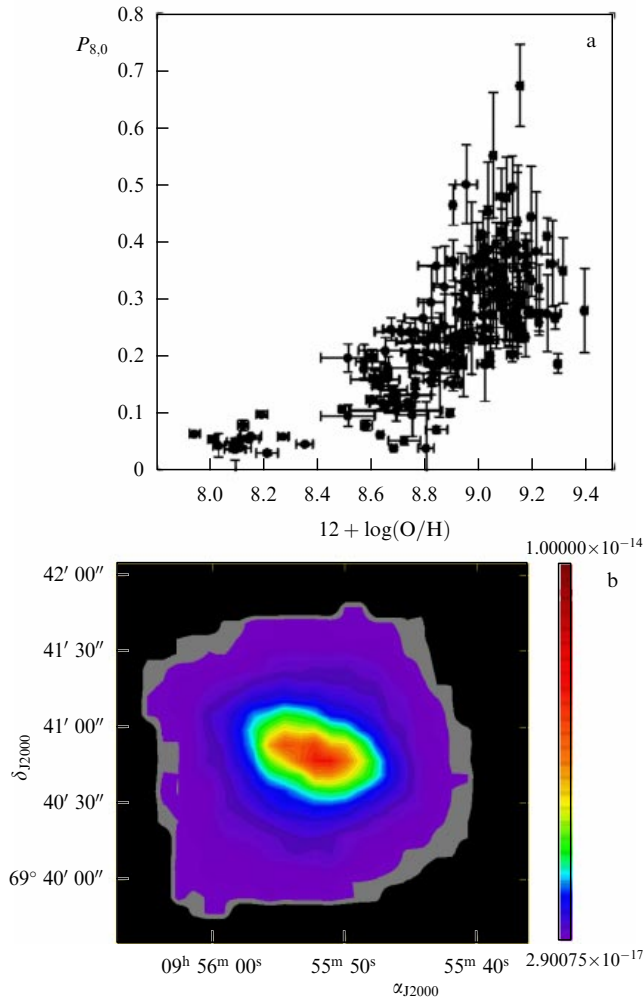 0.8
P8,0
a
0.7
0.6
0.5
0.4
0.3
0.2
0.1
0
8.0 8.2 8.4 8.6 8.8 9.0 9.2 9.4
12 + log(O/H)
1.00000×10−14
42′ 00″
b
41′ 30″
41′ 00″
δJ2000
40′ 30″
69° 40′ 00″
2.90075×10−17
09h 56m 00s 55m 50s 55m 40s
αJ2000